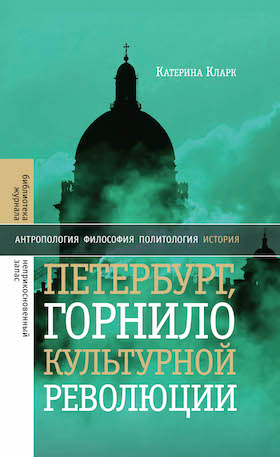 Катерина Кларк
библиотека
журнала
АНТРОПОЛОГИЯ ФИЛОСОФИЯ ПОЛИТОЛОГИЯ ИСТОРИЯ
неприкосновенный
запас
ПЕТЕРБУРГ,
ГОРНИЛО
КУЛЬТУРНОЙ
РЕВОЛЮЦИИ